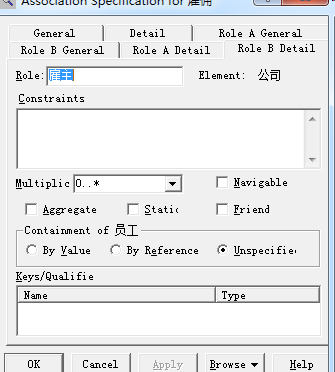 Association Specification for 雇佣
General Detail Role A General
Role B General Role A Detail Role B Detail
Role: 雇主 Element: 公司
Constraints
Multiplic 0..* Navigable
Aggregate Static Friend
Containment of 员工
By Value By Reference Unspecifie
Keys/Qualifie
Name Type
OK Cancel Apply Browse Help